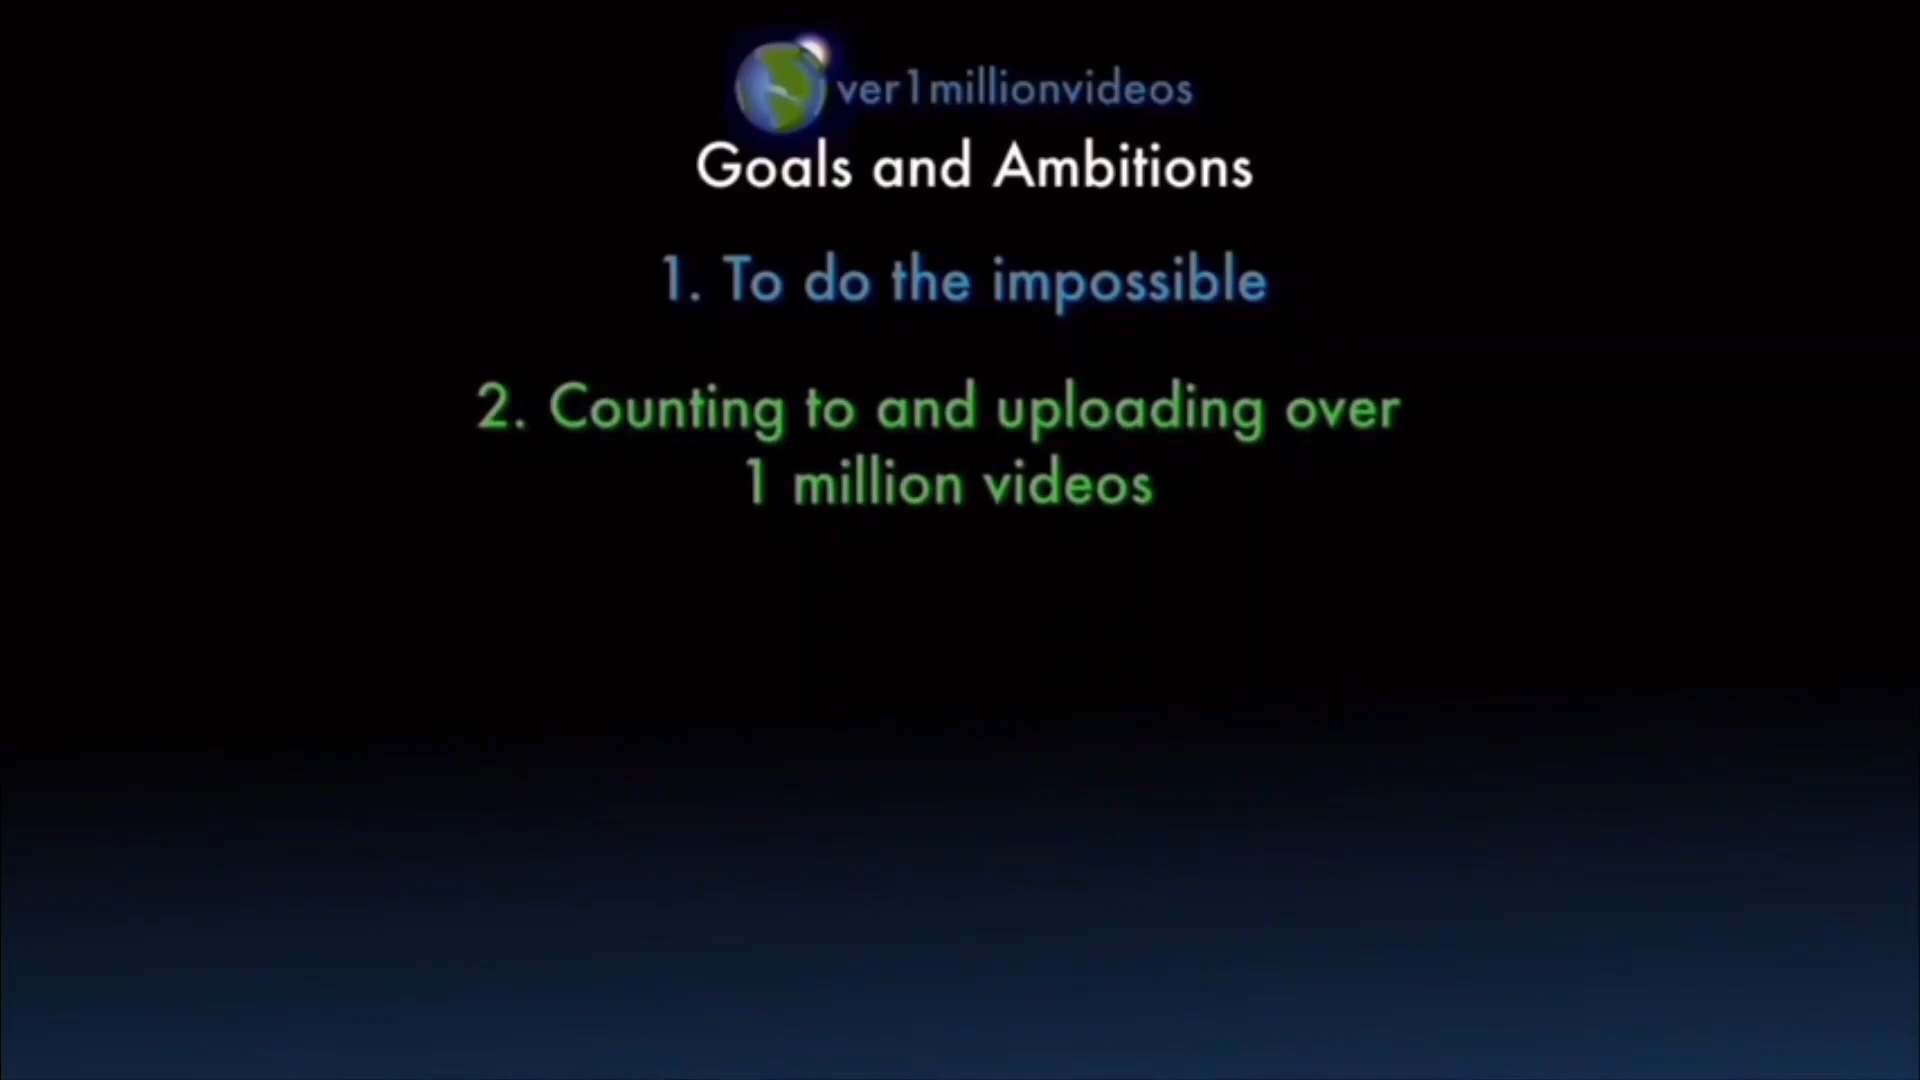 ver1millionvideos
Goals and Ambitions
1. To do the impossible
2. Counting to and uploading over
1 million videos